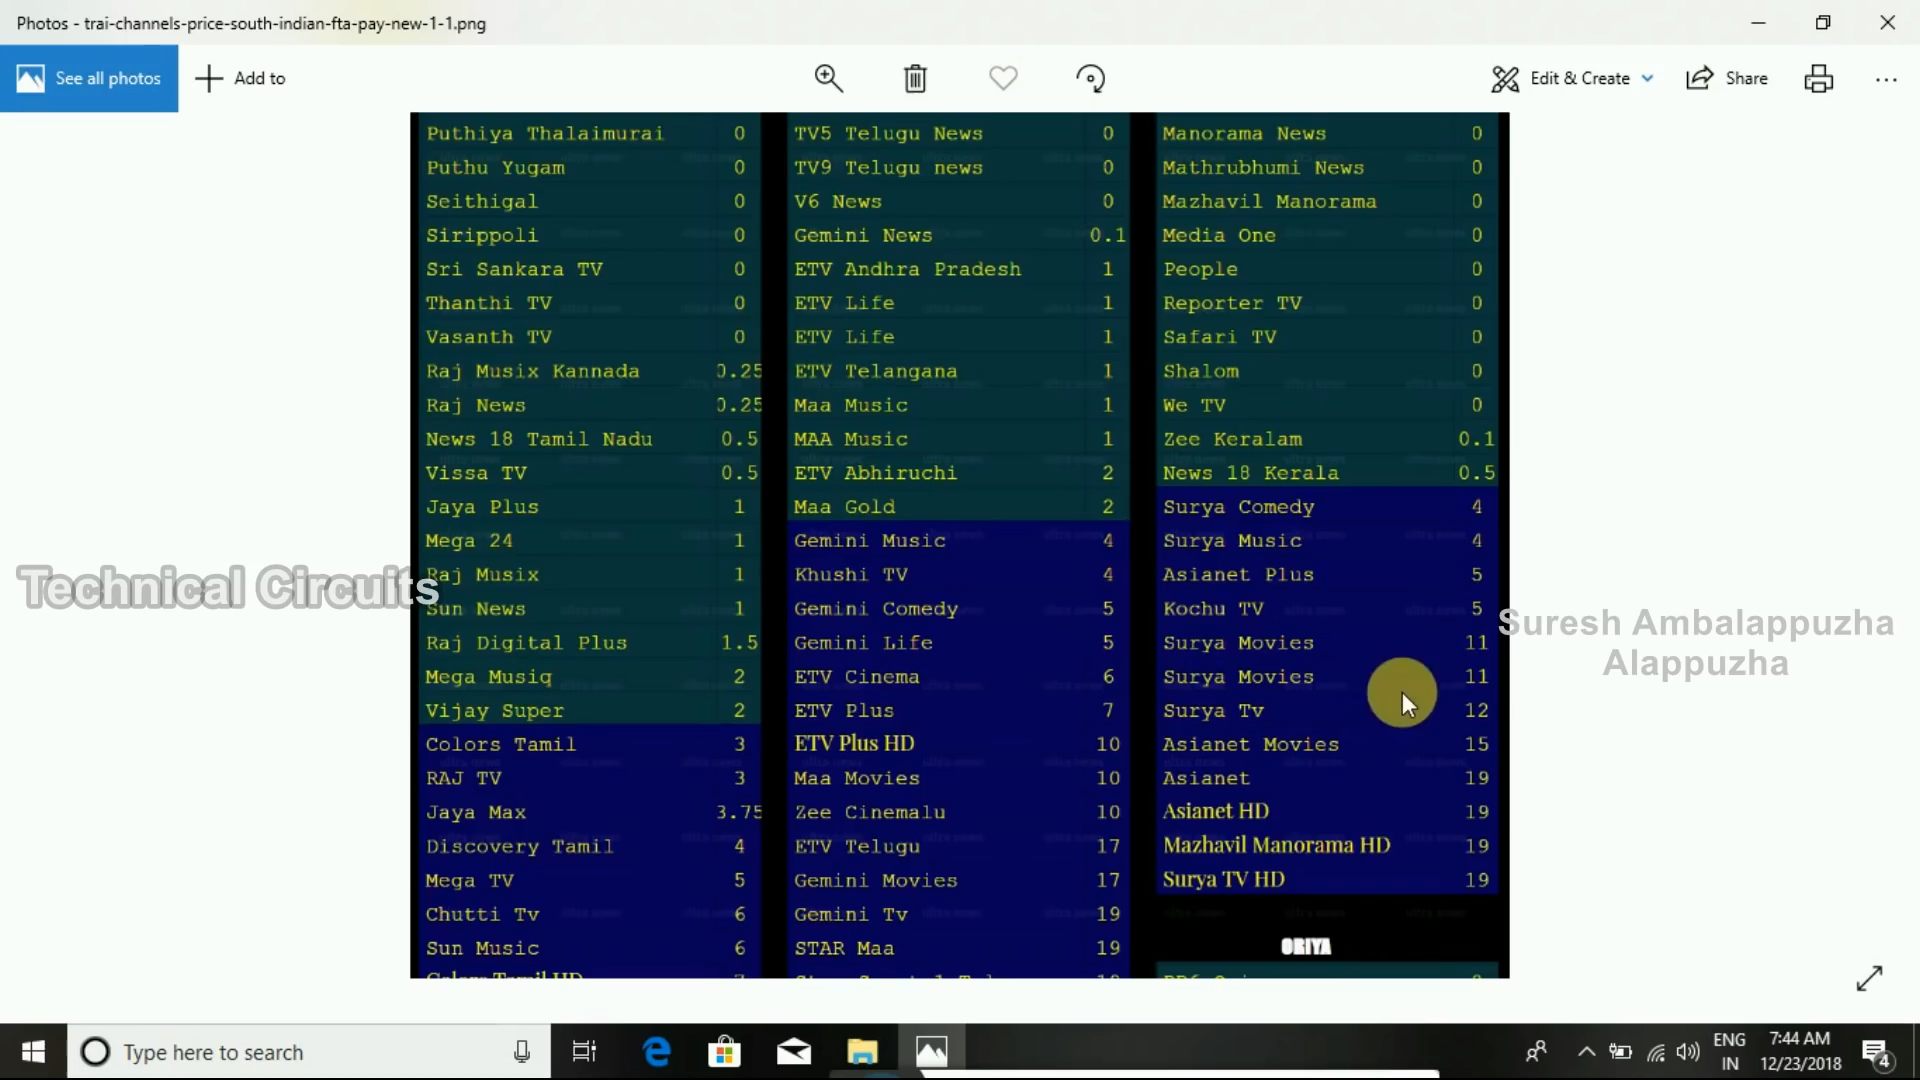 Photos - trai-channels-price-south-indian-fta-pay-new-1-1.png
See all photos
Add to
Edit & Create
Share
Puthiya Thalaimurai 0
Puthu Yugam 0
Seithigal 0
Sirippoli 0
Sri Sankara TV 0
Thanthi TV 0
Vasanth TV 0
Raj Musix Kannada 0.25
Raj News 0.25
News 18 Tamil Nadu 0.5
Vissa TV 0.5
Jaya Plus 1
Mega 24 1
Raj Musix 1
Sun News 1
Raj Digital Plus 1.5
Mega Musiq 2
Vijay Super 2
Colors Tamil 3
RAJ TV 3
Jaya Max 3.75
Discovery Tamil 4
Mega TV 5
Chutti Tv 6
Sun Music 6
Colors Tamil HD
TV5 Telugu News 0
TV9 Telugu news 0
V6 News 0
Gemini News 0.1
ETV Andhra Pradesh 1
ETV Life 1
ETV Life 1
ETV Telangana 1
Maa Music 1
MAA Music 1
ETV Abhiruchi 2
Maa Gold 2
Gemini Music 4
Khushi TV 4
Gemini Comedy 5
Gemini Life 5
ETV Cinema 6
ETV Plus 7
ETV Plus HD 10
Maa Movies 10
Zee Cinemalu 10
ETV Telugu 17
Gemini Movies 17
Gemini Tv 19
STAR Maa 19
Manorama News 0
Mathrubhumi News 0
Mazhavil Manorama 0
Media One 0
People 0
Reporter TV 0
Safari TV 0
Shalom 0
We TV 0
Zee Keralam 0.1
News 18 Kerala 0.5
Surya Comedy 4
Surya Music 4
Asianet Plus 5
Kochu TV 5
Surya Movies 11
Surya Movies 11
Surya Tv 12
Asianet Movies 15
Asianet 19
Asianet HD 19
Mazhavil Manorama HD 19
Surya TV HD 19
ORIYA
Technical Circuits
Suresh Ambalappuzha
Alappuzha
Type here to search
ENG
IN
7:44 AM
12/23/2018
4